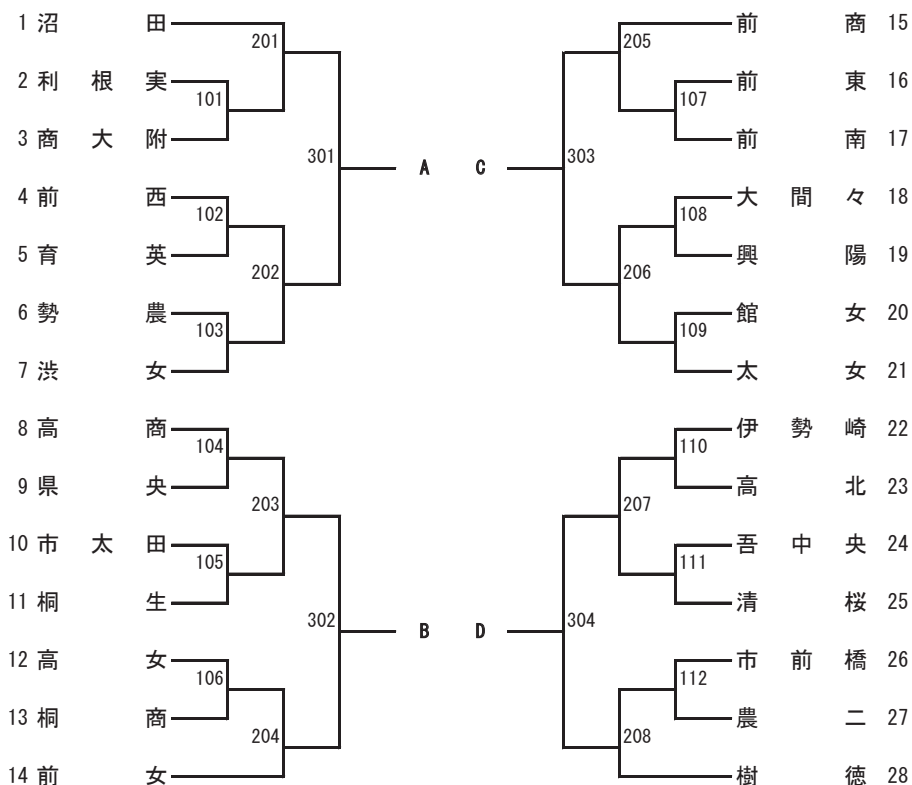 1 沼田 前商 15
201 205
2 利根実 前東 16
101 107
3 商大附 前南 17
301 A C 303
4 前西 大間々 18
102 108
5 育英 興陽 19
202 206
6 勢農 館女 20
103 109
7 渋女 太女 21
8 高商 伊勢崎 22
104 110
9 県央 高北 23
203 207
10 市太田 吾中央 24
105 111
11 桐生 清桜 25
302 B D 304
12 高女 市前橋 26
106 112
13 桐商 農二 27
204 208
14 前女 樹徳 28